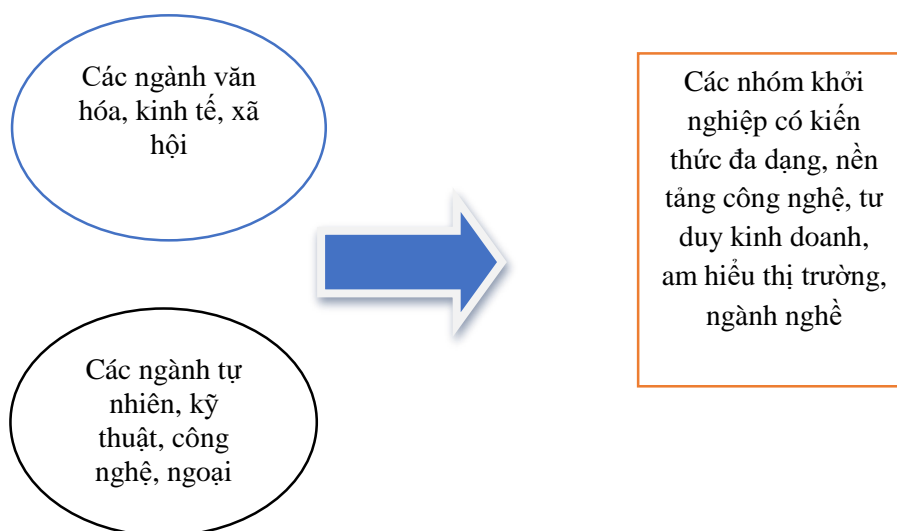 Các ngành văn
hóa, kinh tế, xã
hội
Các ngành tự
nhiên, kỹ
thuật, công
nghệ, ngoại
Các nhóm khởi
nghiệp có kiến
thức đa dạng, nền
tảng công nghệ, tư
duy kinh doanh,
am hiểu thị trường,
ngành nghề